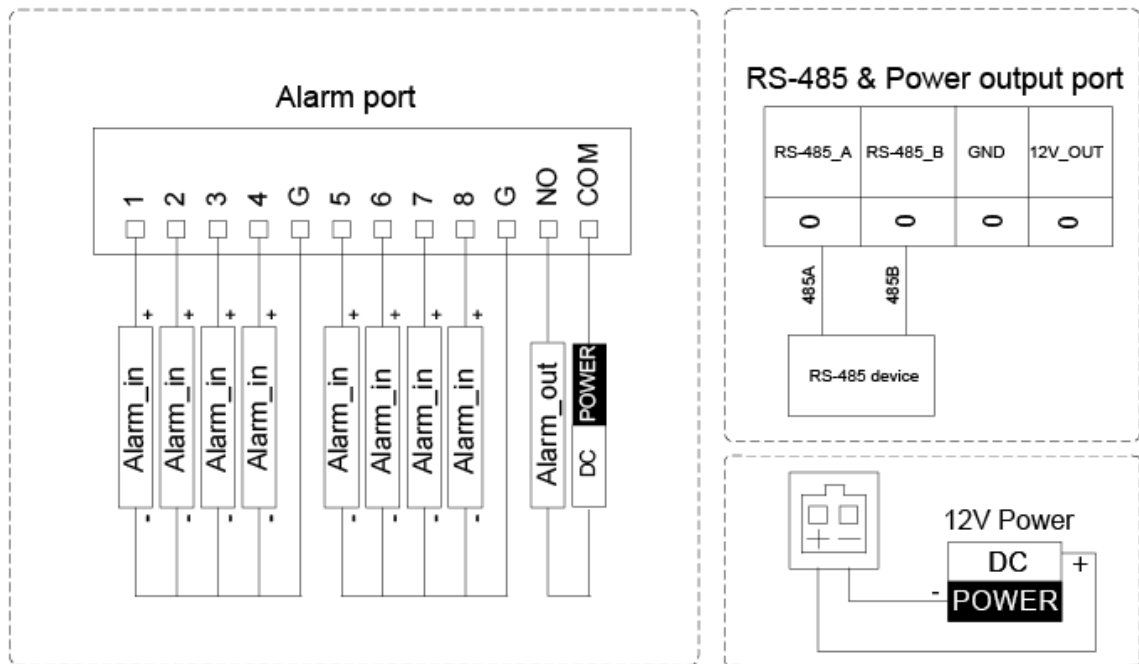 Alarm port
1 2 3 4 G 5 6 7 8 G NO COM
+ + + + + + + +
Alarm_in Alarm_in Alarm_in Alarm_in Alarm_in Alarm_in Alarm_in Alarm_in Alarm_out DC POWER
- - - - - - - -
RS-485 & Power output port
RS-485_A RS-485_B GND 12V_OUT
0 0 0 0
485A 485B
RS-485 device
+ −
12V Power
DC +
- POWER